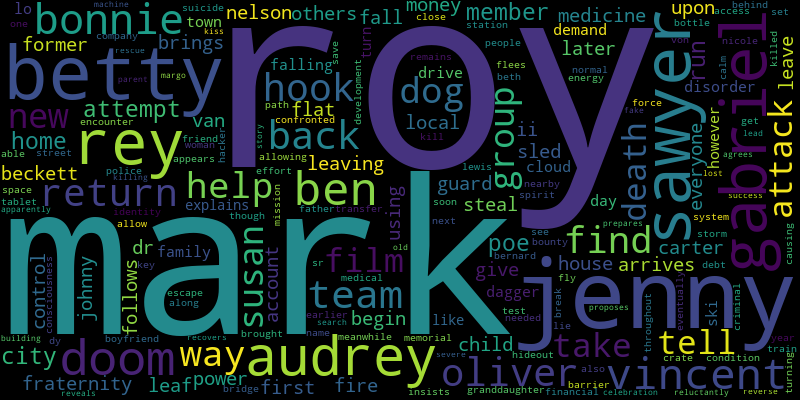 lo
bonnie
former
town
suicide
machine
nelson
others
company
brings
fall
money
close
station
member
medicine
upon
bottle
access
behind
set
one
betty
roy
kiss
rescue
falling
turn
demand
people
later
run
nicole
killed
hook
save
drive
flees
beth
normal
energy
disorder
calm
leave
dog
sawyer
gabriel
attack
von
new
attempt
van
flat
path
development
remains
local
group
ii
force
home
parent
margo
encounter
friend
hacker
back
confronted
kill
sled
cloud
death
everyone
however
get
lead
able
street
police
woman
story
allowing
leaving
lewis
nearby
spirit
agrees
lost
beckett
rey
killing
appears
effort
guard
steal
day
fake
success
space
return
help
ben
using
tablet
identity
explains
mission
father
transfer
soon
see
bounty
carter
system
apparently
allow
though
old
next
bernard
prepares
storm
causing
mark
dr
family
susan
account
film
poe
find
debt
control
consciousness
johnny
follows
key
sr
medical
give
house
arrives
fly
jenny
escape
along
team
dagger
test
needed
break
lie
throughout
ski
eventually
criminal
brought
earlier
name
begin
like
building
dy
boyfriend
recovers
search
meanwhile
memorial
child
hideout
proposes
tell
year
train
city
doom
way
audrey
severe
take
crate
condition
turning
fraternity
leaf
power
bridge
first
fire
oliver
also
barrier
vincent
reveals
insists
granddaughter
financial
celebration
reluctantly
reverse